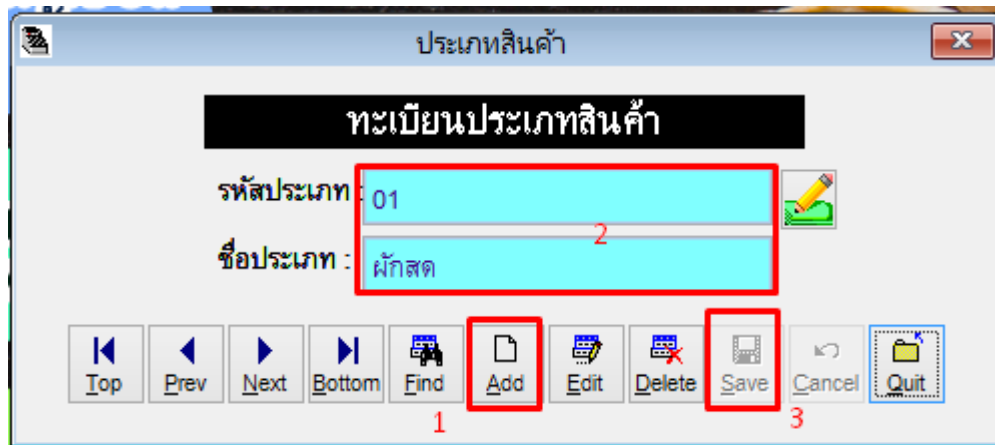 ประเภทสินค้า
ทะเบียนประเภทสินค้า
รหัสประเภท : 01
2
ชื่อประเภท : ผักสด
Top Prev Next Bottom Find Add Edit Delete Save Cancel Quit
1 3